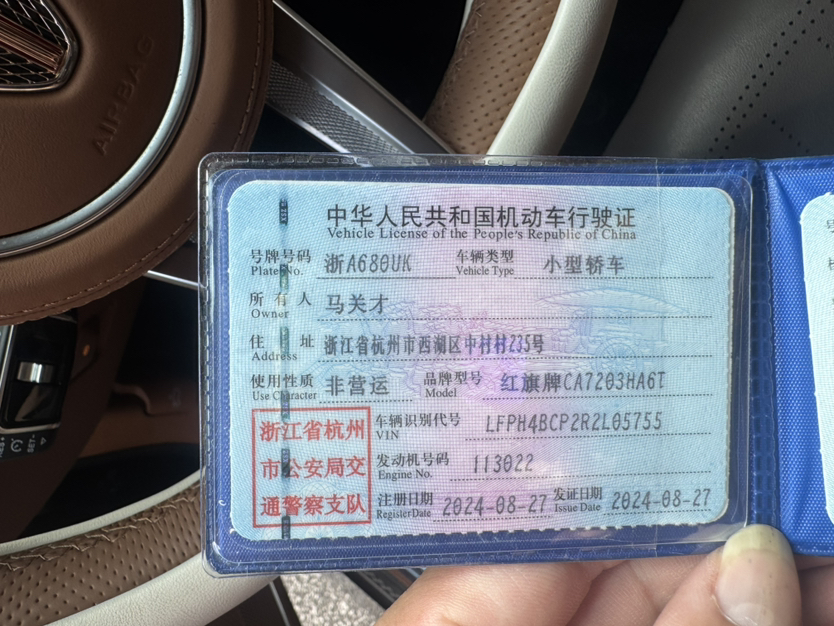 AIRBAG
中华人民共和国机动车行驶证
Vehicle License of the People's Republic of China
号牌号码 浙A680UK 车辆类型 小型轿车
Plate No. Vehicle Type
所有人 马关才
Owner
住址 浙江省杭州市西湖区中村村235号
Address
使用性质 非营运 品牌型号 红旗牌CA7203HA6T
Use Character Model
浙江省杭州
市公安局交
通警察支队
车辆识别代号 LFPH4BCP2R2L05755
VIN
发动机号码 113022
Engine No.
注册日期 2024-08-27 发证日期 2024-08-27
Register Date Issue Date